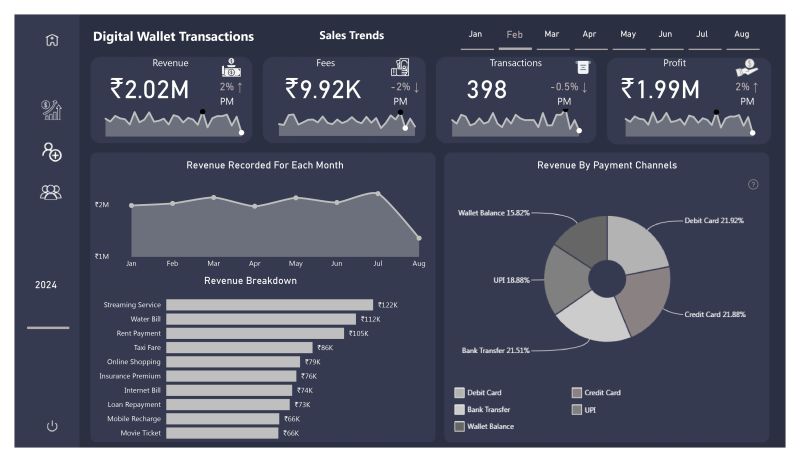 Digital Wallet Transactions
Sales Trends
Jan Feb Mar Apr May Jun Jul Aug
Revenue
₹2.02M
2% ↑
PM
Fees
₹9.92K
-2% ↓
PM
Transactions
398
-0.5% ↓
PM
Profit
₹1.99M
2% ↑
PM
2024
Revenue Recorded For Each Month
₹2M
₹1M
Jan Feb Mar Apr May Jun Jul Aug
Revenue Breakdown
Streaming Service ₹122K
Water Bill ₹112K
Rent Payment ₹105K
Taxi Fare ₹86K
Online Shopping ₹79K
Insurance Premium ₹76K
Internet Bill ₹74K
Loan Repayment ₹73K
Mobile Recharge ₹66K
Movie Ticket ₹66K
Revenue By Payment Channels
?
Wallet Balance 15.82%
Debit Card 21.92%
UPI 18.88%
Credit Card 21.88%
Bank Transfer 21.51%
Debit Card Credit Card
Bank Transfer UPI
Wallet Balance